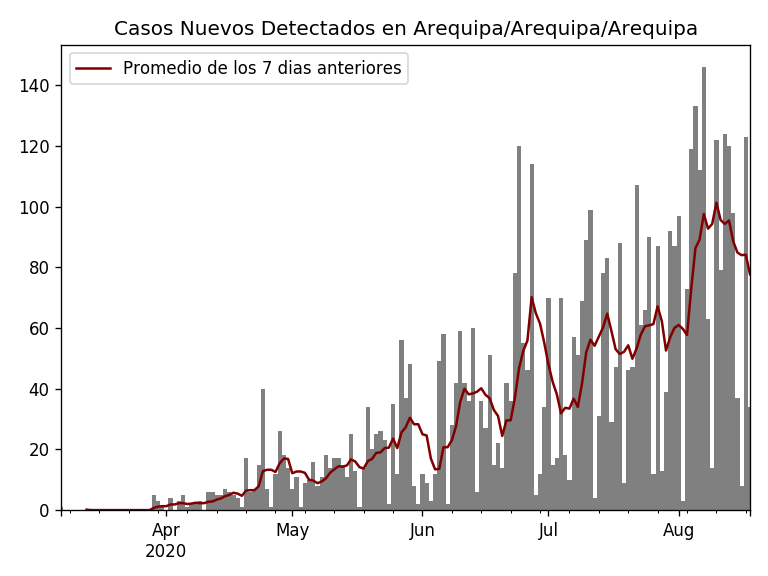 Casos Nuevos Detectados en Arequipa/Arequipa/Arequipa
Promedio de los 7 dias anteriores
140
120
100
80
60
40
20
0
Apr
2020
May
Jun
Jul
Aug